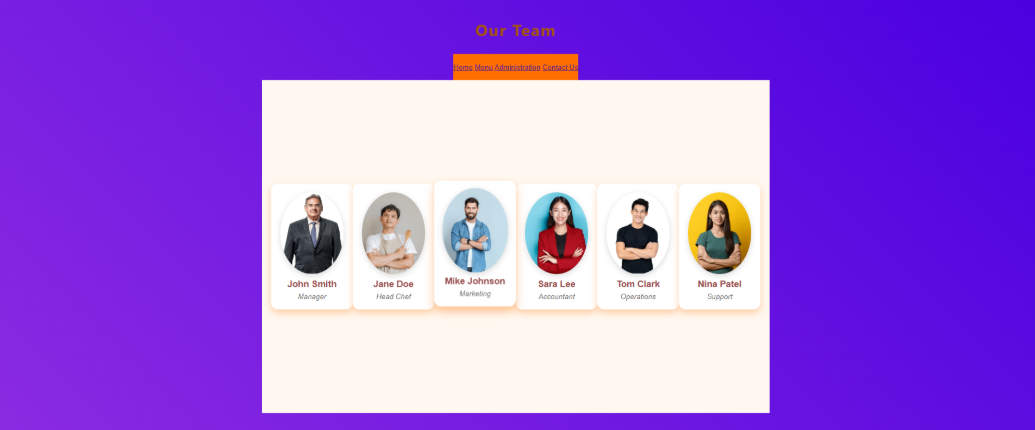 Our Team
Home Menu Administration Contact Us
John Smith
Manager
Jane Doe
Head Chef
Mike Johnson
Marketing
Sara Lee
Accountant
Tom Clark
Operations
Nina Patel
Support